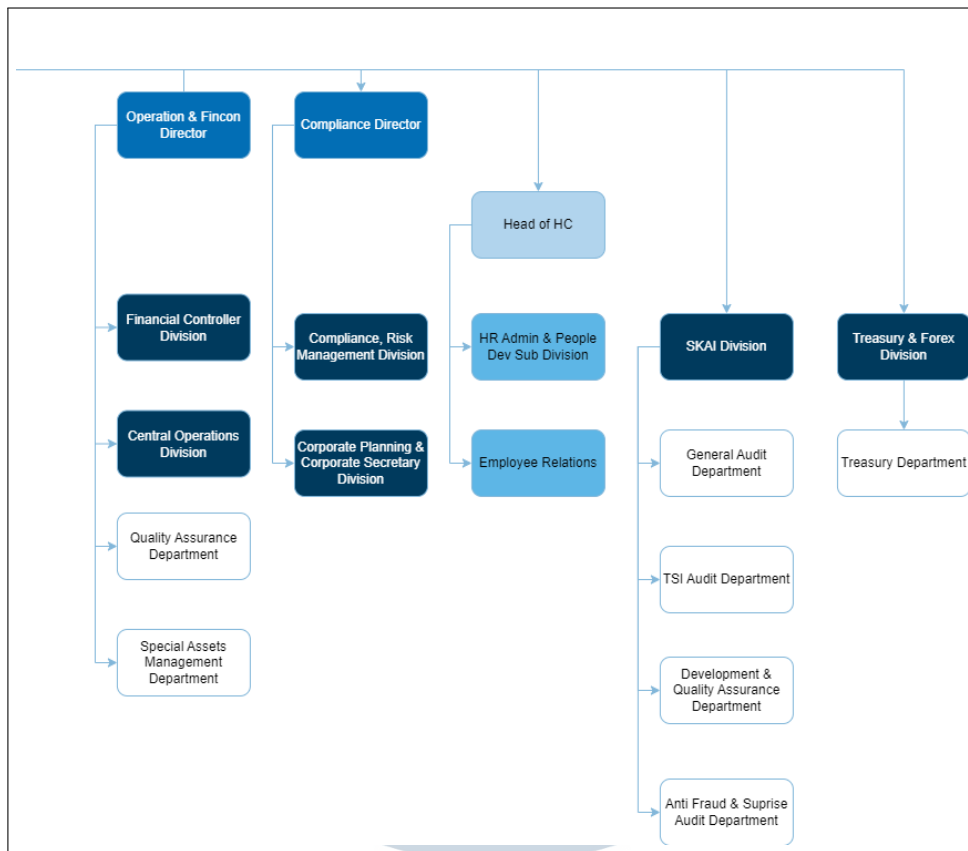 Operation & Fincon
Director
Compliance Director
Head of HC
Financial Controller
Division
Compliance, Risk
Management Division
HR Admin & People
Dev Sub Division
SKAI Division
Treasury & Forex
Division
Central Operations
Division
Corporate Planning &
Corporate Secretary
Division
Employee Relations
General Audit
Department
Treasury Department
Quality Assurance
Department
TSI Audit Department
Special Assets
Management
Department
Development &
Quality Assurance
Department
Anti Fraud & Suprise
Audit Department